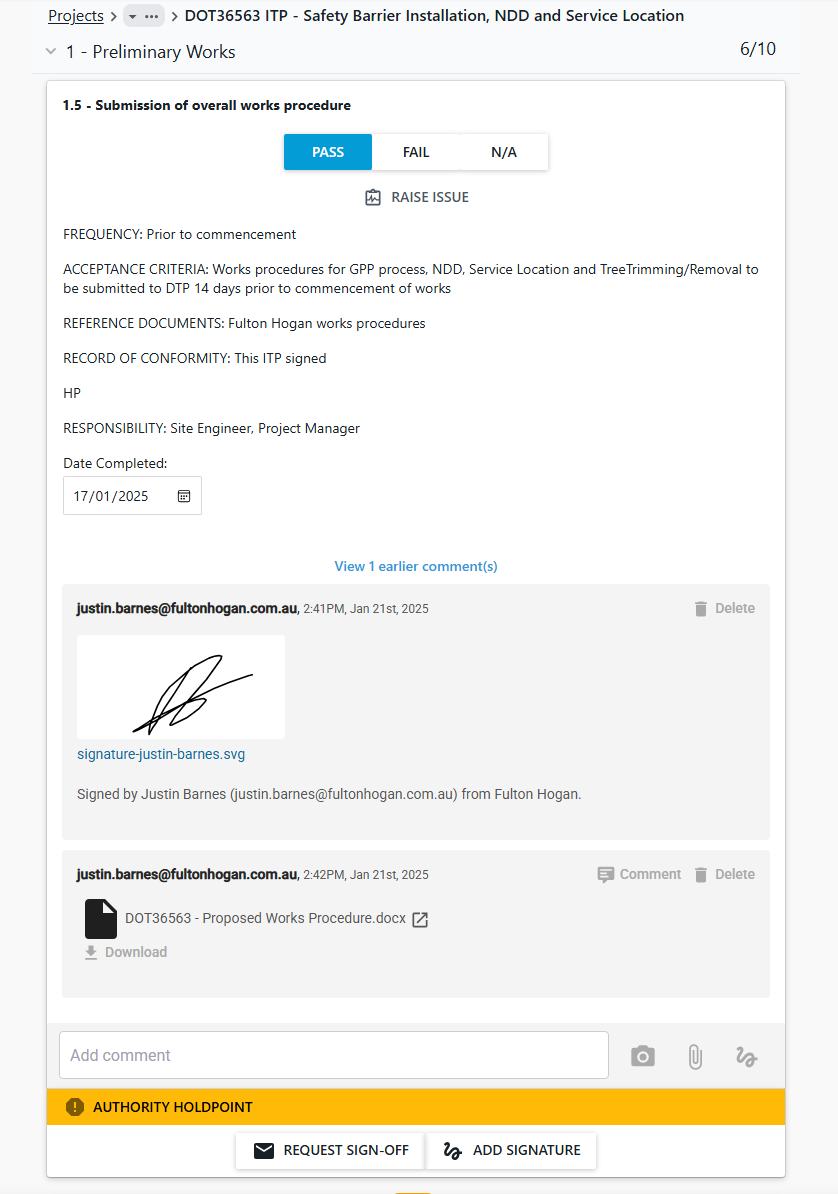 Projects > ... > DOT36563 ITP - Safety Barrier Installation, NDD and Service Location
1 - Preliminary Works 6/10
1.5 - Submission of overall works procedure
PASS FAIL N/A
RAISE ISSUE
FREQUENCY: Prior to commencement
ACCEPTANCE CRITERIA: Works procedures for GPP process, NDD, Service Location and TreeTrimming/Removal to
be submitted to DTP 14 days prior to commencement of works
REFERENCE DOCUMENTS: Fulton Hogan works procedures
RECORD OF CONFORMITY: This ITP signed
HP
RESPONSIBILITY: Site Engineer, Project Manager
Date Completed:
17/01/2025
View 1 earlier comment(s)
justin.barnes@fultonhogan.com.au, 2:41PM, Jan 21st, 2025 Delete
signature-justin-barnes.svg
Signed by Justin Barnes (justin.barnes@fultonhogan.com.au) from Fulton Hogan.
justin.barnes@fultonhogan.com.au, 2:42PM, Jan 21st, 2025 Comment Delete
DOT36563 - Proposed Works Procedure.docx
Download
Add comment
AUTHORITY HOLDPOINT
REQUEST SIGN-OFF ADD SIGNATURE